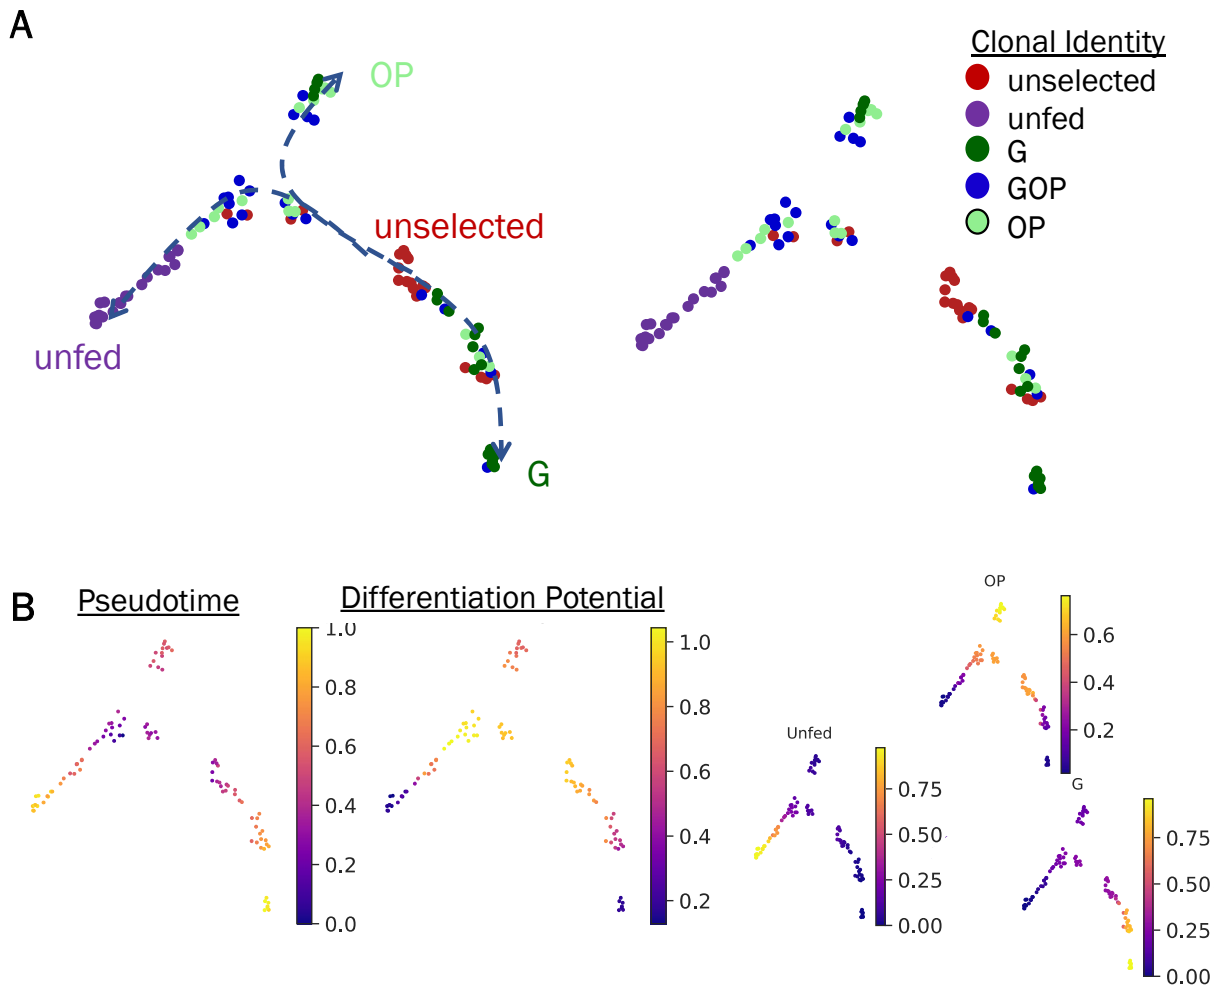 A
OP
unselected
unfed
G
Clonal Identity
unselected
unfed
G
GOP
OP
B
Pseudotime
1.0
0.8
0.6
0.4
0.2
0.0
Differentiation Potential
1.0
0.8
0.6
0.4
0.2
Unfed
0.75
0.50
0.25
0.00
OP
0.6
0.4
0.2
G
0.75
0.50
0.25
0.00